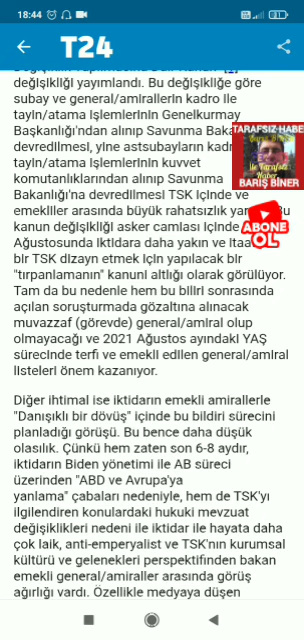 18:44
T24
değişikliği yayımlandı. Bu değişikliğe göre
subay ve general/amirallerin kadro ile
tayin/atama işlemlerinin Genelkurmay
Başkanlığı'ndan alınıp Savunma
devredilmesi, yine astsubayların
tayin/atama işlemlerinin kuvvet
komutanlıklarından alınıp Savunma
Bakanlığı'na devredilmesi TSK içinde ve
emekliler arasında büyük rahatsızlık
kanun değişikliği asker camiası içinde
Ağustosunda iktidara daha yakın ve
bir TSK dizayn etmek için yapılacak bir
"tırpanlamanın" kanuni altlığı olarak görülüyor.
Tam da bu nedenle hem bu bildiri sonrasında
açılan soruşturmada gözaltına alınacak
muvazzaf (görevde) general/amiral olup
olmayacağı ve 2021 Ağustos ayındaki YAŞ
sürecinde terfi ve emekli edilen general/amiral
listeleri önem kazanıyor.
Diğer ihtimal ise iktidarın emekli amirallerle
"Danışıklı bir dövüş" içinde bu bildiri sürecini
planladığı görüşü. Bu bence daha düşük
olasılık. Çünkü hem zaten son 6-8 aydır,
iktidarın Biden yönetimi ile AB süreci
üzerinden "ABD ve Avrupa'ya
yanlama" çabaları nedeniyle, hem de TSK'yı
ilgilendiren konulardaki hukuki mevzuat
değişiklikleri nedeni ile iktidar ile hayata daha
çok laik, anti-emperyalist ve TSK'nın kurumsal
kültürü ve gelenekleri perspektifinden bakan
emekli general/amiraller arasında görüş
ağırlığı vardı. Özellikle medyaya düşen
TARAFSIZ HABE
İle Tarafsız
Haber
BARIŞ BİNER
ABONE
OL